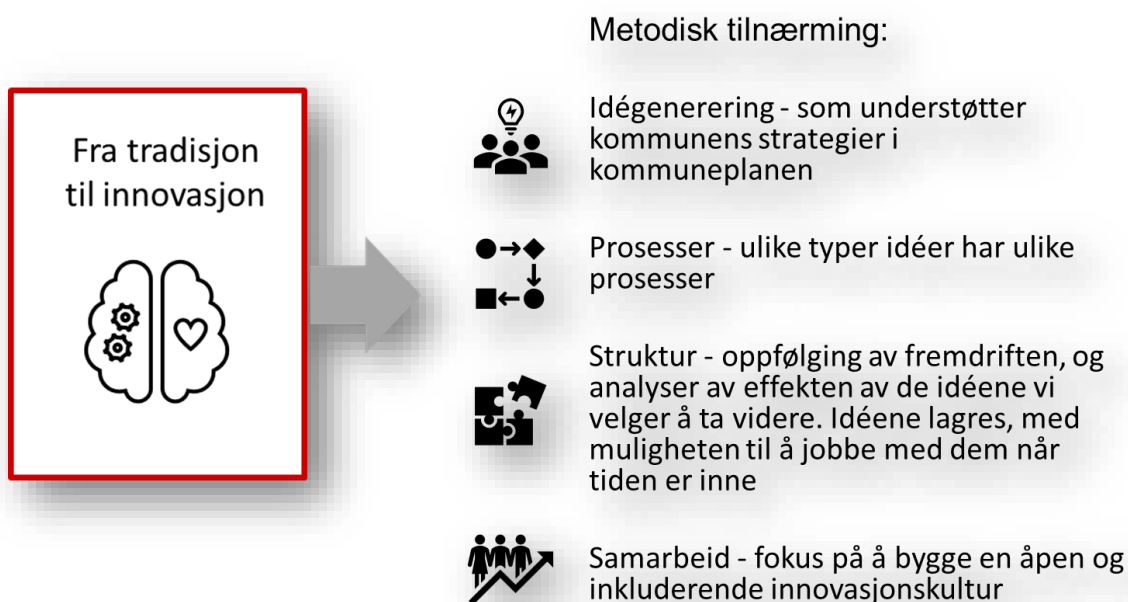 Metodisk tilnærming:
Fra tradisjon
til innovasjon
Idégenerering - som understøtter
kommunens strategier i
kommuneplanen
Prosesser - ulike typer idéer har ulike
prosesser
Struktur - oppfølging av fremdriften, og
analyser av effekten av de idéene vi
velger å ta videre. Idéene lagres, med
muligheten til å jobbe med dem når
tiden er inne
Samarbeid - fokus på å bygge en åpen og
inkluderende innovasjonskultur